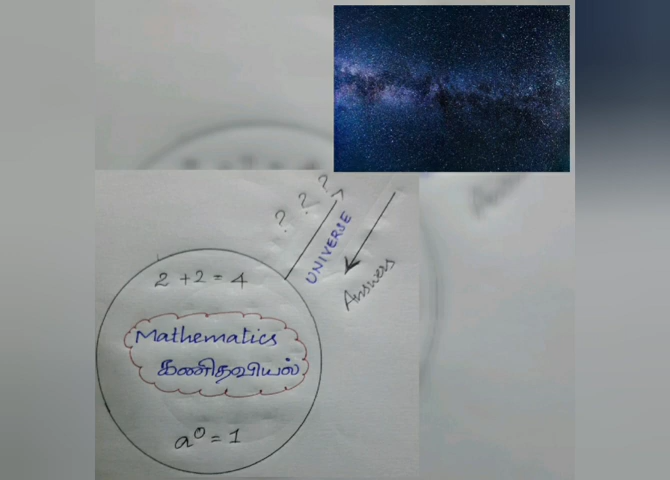 ? ? ?
UNIVERSE
Answers
2 + 2 = 4
Mathematics
கணிதவியல்
a⁰ = 1